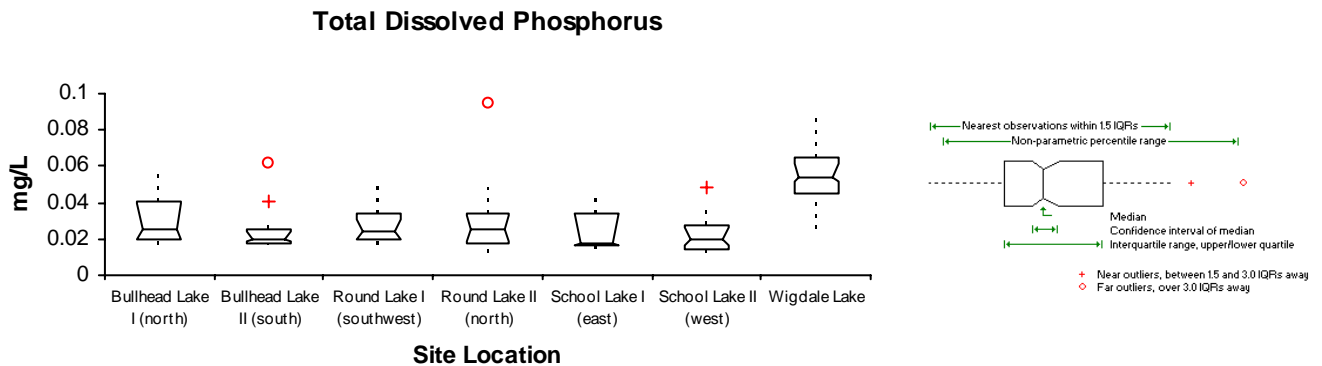 Total Dissolved Phosphorus
mg/L
0.1
0.08
0.06
0.04
0.02
0
Bullhead Lake I (north)
Bullhead Lake II (south)
Round Lake I (southwest)
Round Lake II (north)
School Lake I (east)
School Lake II (west)
Wigdale Lake
Site Location
Nearest observations within 1.5 IQRs
Non-parametric percentile range
Median
Confidence interval of median
Interquartile range, upper/lower quartile
Near outliers, between 1.5 and 3.0 IQRs away
Far outliers, over 3.0 IQRs away